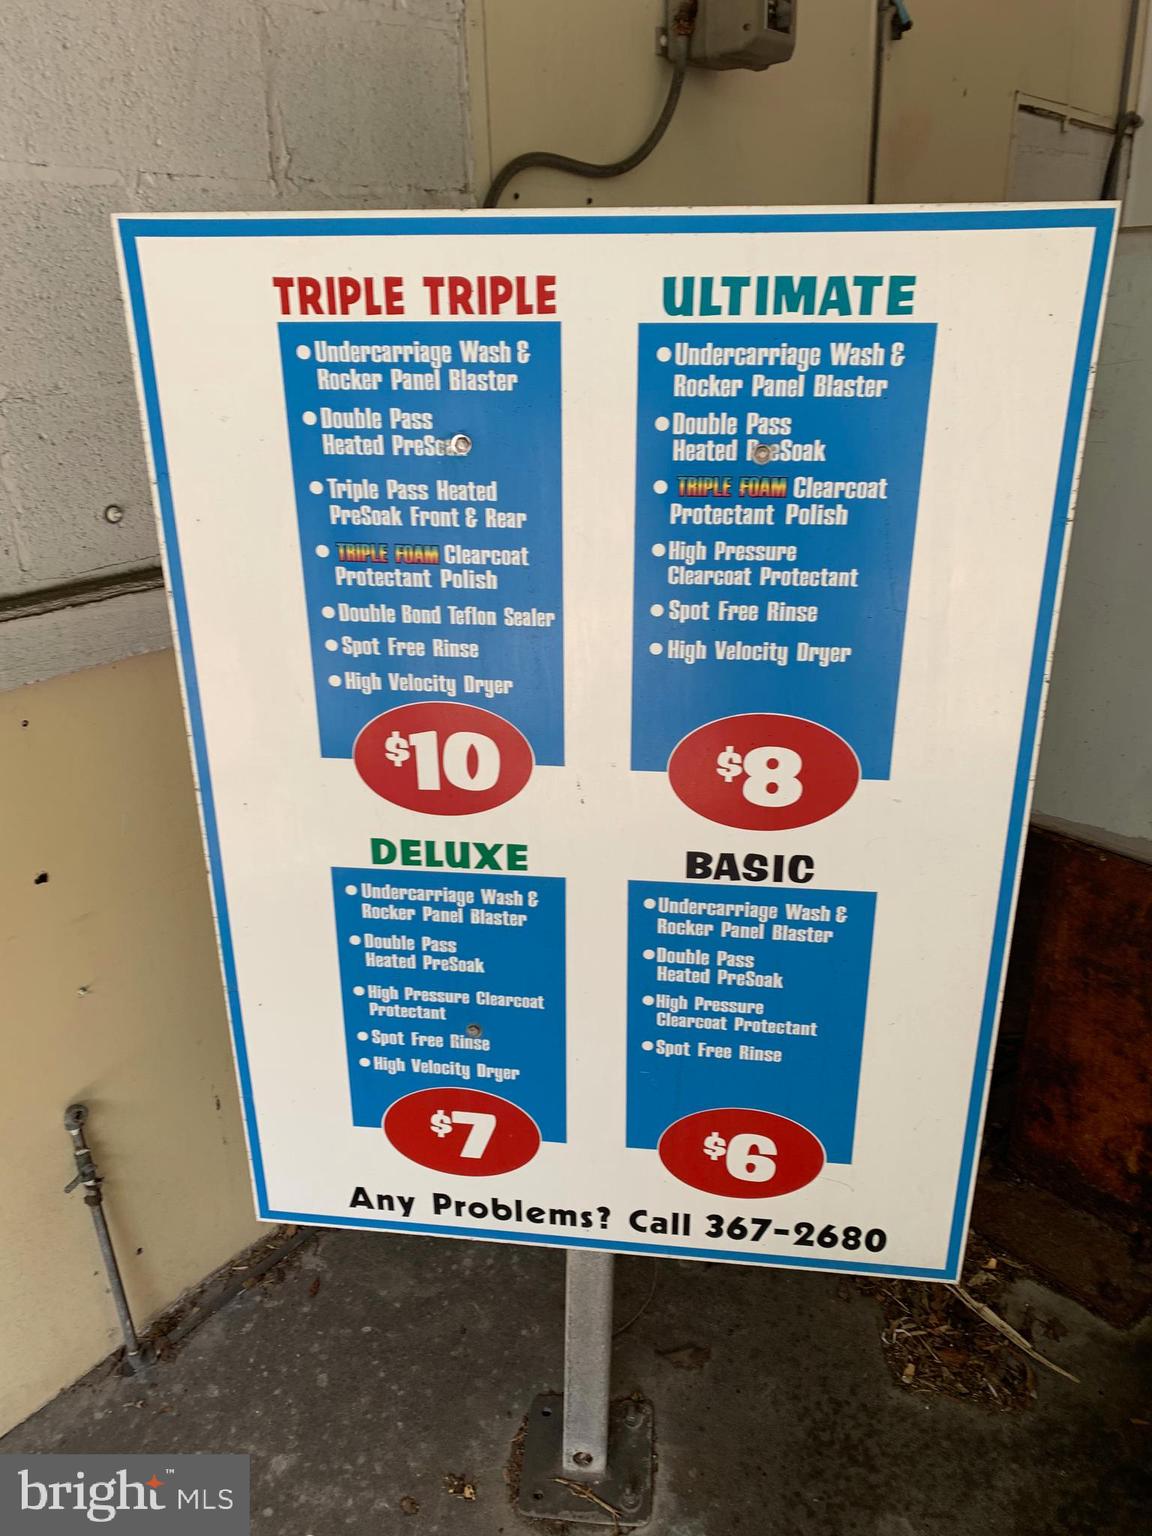 TRIPLE TRIPLE
• Undercarriage Wash &
Rocker Panel Blaster
• Double Pass
Heated PreSoak
• Triple Pass Heated
PreSoak Front & Rear
• TRIPLE FOAM Clearcoat
Protectant Polish
• Double Bond Teflon Sealer
• Spot Free Rinse
• High Velocity Dryer
$10
ULTIMATE
• Undercarriage Wash &
Rocker Panel Blaster
• Double Pass
Heated PreSoak
• TRIPLE FOAM Clearcoat
Protectant Polish
• High Pressure
Clearcoat Protectant
• Spot Free Rinse
• High Velocity Dryer
$8
DELUXE
• Undercarriage Wash &
Rocker Panel Blaster
• Double Pass
Heated PreSoak
• High Pressure Clearcoat
Protectant
• Spot Free Rinse
• High Velocity Dryer
$7
BASIC
• Undercarriage Wash &
Rocker Panel Blaster
• Double Pass
Heated PreSoak
• High Pressure
Clearcoat Protectant
• Spot Free Rinse
$6
Any Problems? Call 367-2680
bright™ MLS